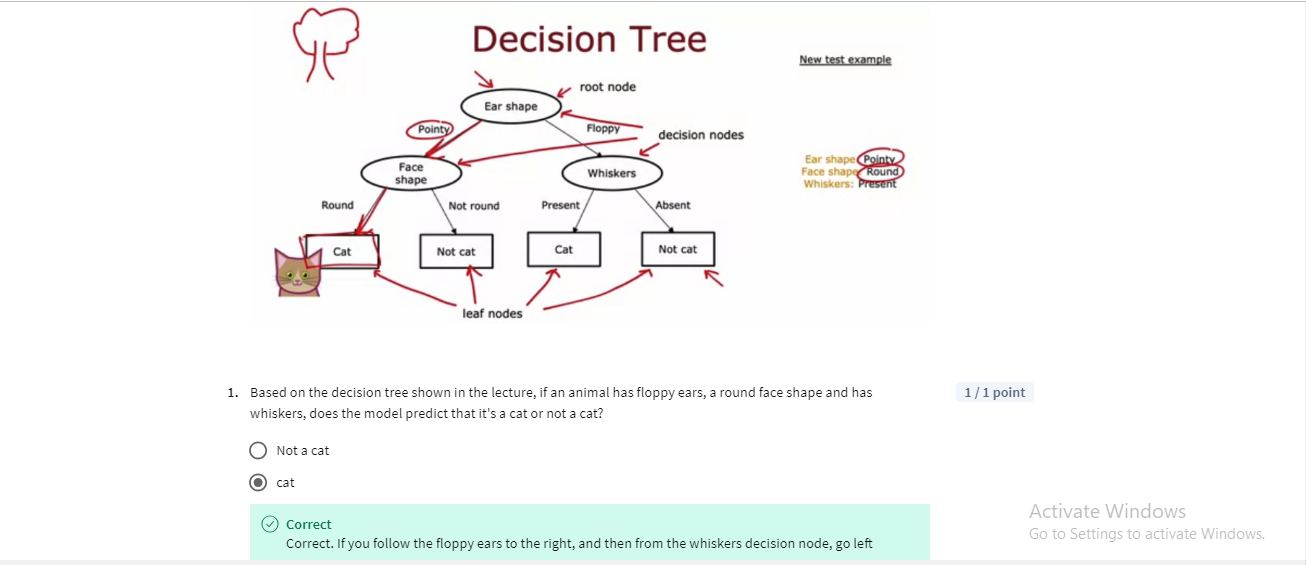 Decision Tree
New test example
root node
Ear shape
Pointy
Floppy
decision nodes
Ear shape Pointy
Face shape Round
Whiskers: Present
Face
shape
Whiskers
Round
Not round
Present
Absent
Cat
Not cat
Cat
Not cat
leaf nodes
1. Based on the decision tree shown in the lecture, if an animal has floppy ears, a round face shape and has
whiskers, does the model predict that it's a cat or not a cat?
1 / 1 point
Not a cat
cat
Correct
Correct. If you follow the floppy ears to the right, and then from the whiskers decision node, go left
Activate Windows
Go to Settings to activate Windows.